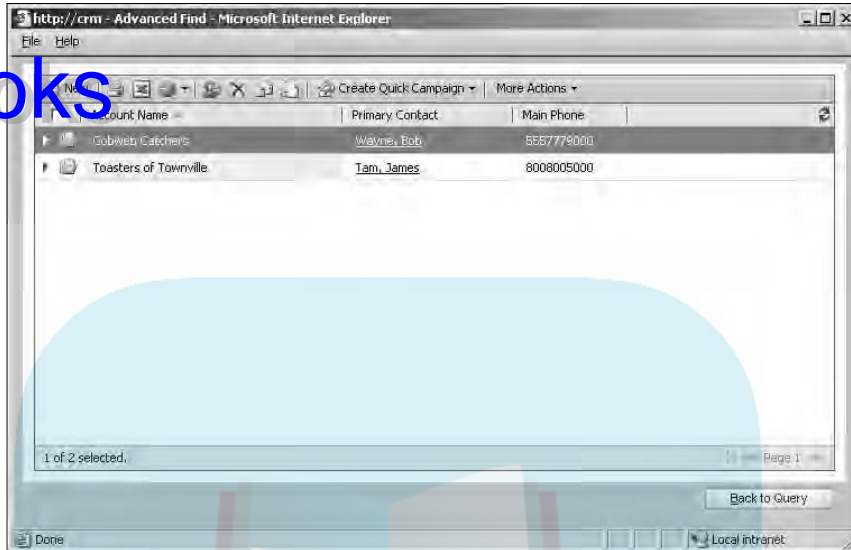 http://crm - Advanced Find - Microsoft Internet Explorer
File Help
oks
New Create Quick Campaign More Actions
Account Name Primary Contact Main Phone
Cobweb Catchers Wayne, Bob 5557779000
Toasters of Townville Tam, James 8008005000
1 of 2 selected. Page 1
Back to Query
Done Local intranet